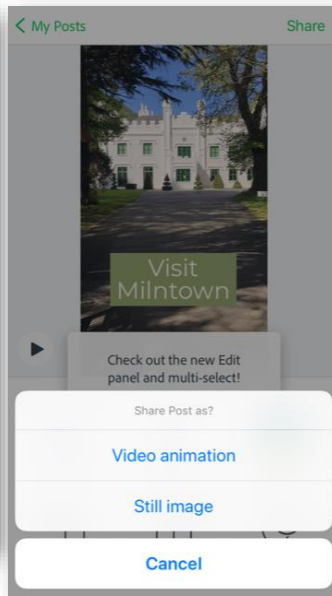 My Posts
Share
Visit
Milntown
Check out the new Edit
panel and multi-select!
Share Post as?
Video animation
Still image
Cancel